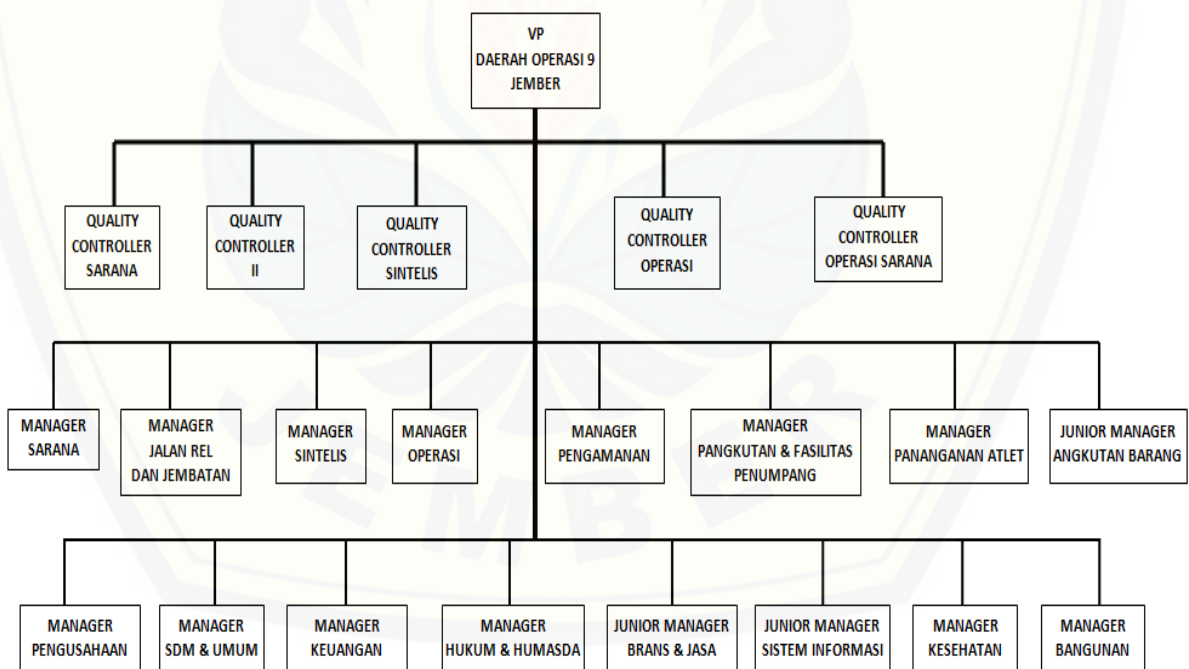 VP
DAERAH OPERASI 9
JEMBER
QUALITY
CONTROLLER
SARANA
QUALITY
CONTROLLER
II
QUALITY
CONTROLLER
SINTELIS
QUALITY
CONTROLLER
OPERASI
QUALITY
CONTROLLER
OPERASI SARANA
MANAGER
SARANA
MANAGER
JALAN REL
DAN JEMBATAN
MANAGER
SINTELIS
MANAGER
OPERASI
MANAGER
PENGAMANAN
MANAGER
PANGKUTAN & FASILITAS
PENUMPANG
MANAGER
PANANGANAN ATLET
JUNIOR MANAGER
ANGKUTAN BARANG
JEMBER
MANAGER
PENGUSAHAAN
MANAGER
SDM & UMUM
MANAGER
KEUANGAN
MANAGER
HUKUM & HUMASDA
JUNIOR MANAGER
BRANS & JASA
JUNIOR MANAGER
SISTEM INFORMASI
MANAGER
KESEHATAN
MANAGER
BANGUNAN